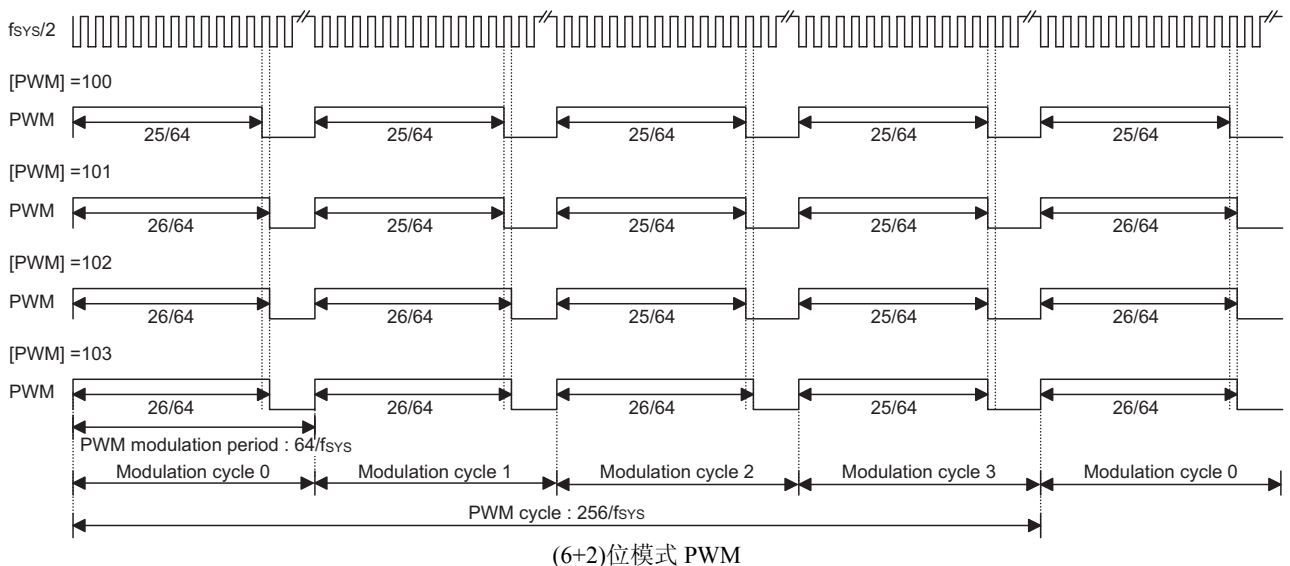 fSYS/2
[PWM] =100
PWM
25/64 25/64 25/64 25/64 25/64
[PWM] =101
PWM
26/64 25/64 25/64 25/64 26/64
[PWM] =102
PWM
26/64 26/64 25/64 25/64 26/64
[PWM] =103
PWM
26/64 26/64 26/64 25/64 26/64
PWM modulation period : 64/fSYS
Modulation cycle 0 Modulation cycle 1 Modulation cycle 2 Modulation cycle 3 Modulation cycle 0
PWM cycle : 256/fSYS
(6+2)位模式 PWM